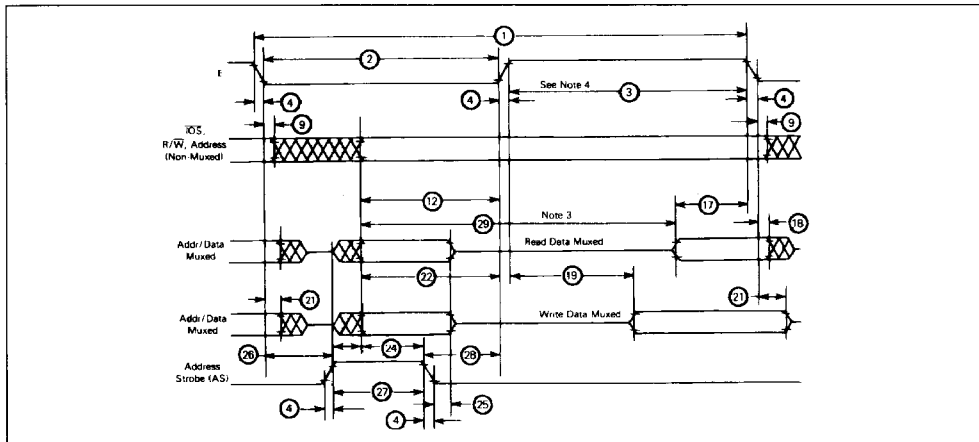 1
2
E
See Note 4
3
4
4
4
9
9
IOS,
R/W, Address
(Non-Muxed)
12
17
29
Note 3
18
Addr/Data
Muxed
Read Data Muxed
22
19
21
21
Addr/Data
Muxed
Write Data Muxed
26
24
28
Address
Strobe (AS)
27
4
4
25